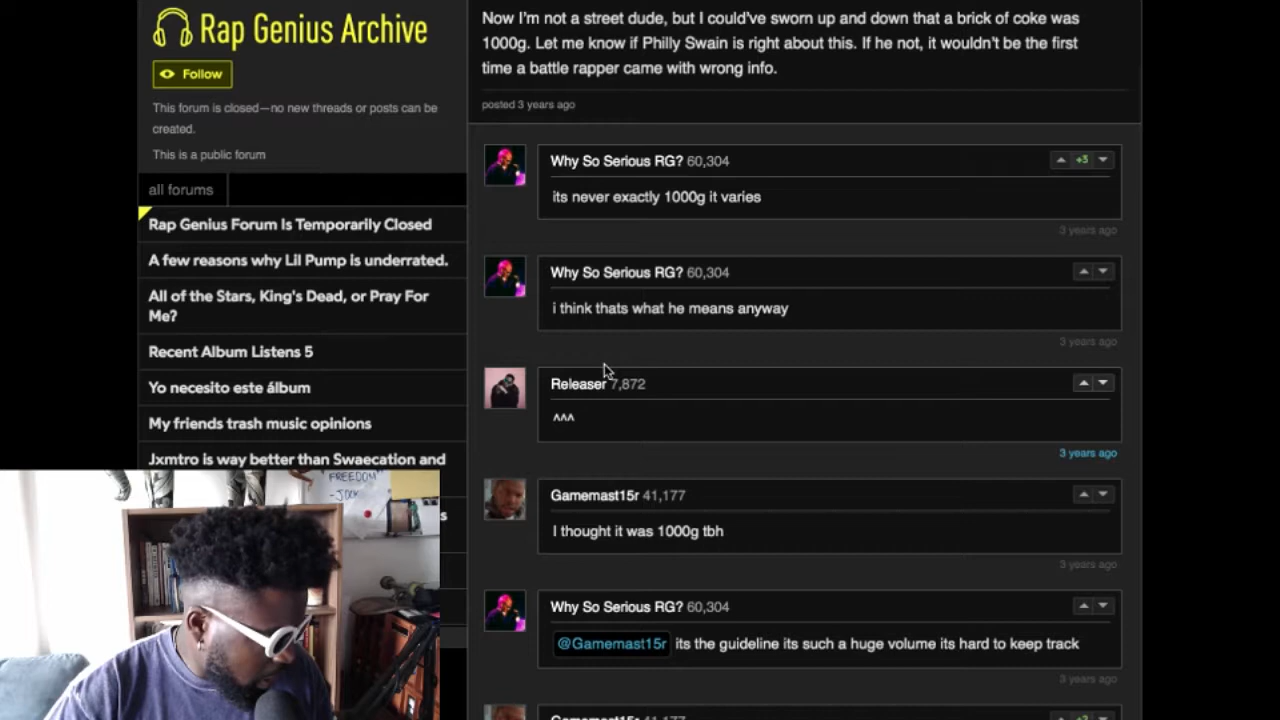 Rap Genius Archive
Follow
This forum is closed—no new threads or posts can be
created.
This is a public forum
all forums
Rap Genius Forum Is Temporarily Closed
A few reasons why Lil Pump is underrated.
All of the Stars, King's Dead, or Pray For
Me?
Recent Album Listens 5
Yo necesito este álbum
My friends trash music opinions
Jxmtro is way better than Swaecation and
"FREEDOM"
Now I'm not a street dude, but I could've sworn up and down that a brick of coke was
1000g. Let me know if Philly Swain is right about this. If he not, it wouldn't be the first
time a battle rapper came with wrong info.
posted 3 years ago
Why So Serious RG? 60,304
+3
its never exactly 1000g it varies
3 years ago
Why So Serious RG? 60,304
i think thats what he means anyway
3 years ago
Releaser 7,872
^^^
3 years ago
Gamemast15r 41,177
I thought it was 1000g tbh
3 years ago
Why So Serious RG? 60,304
@Gamemast15r its the guideline its such a huge volume its hard to keep track
3 years ago
Gamemast15r 41,177